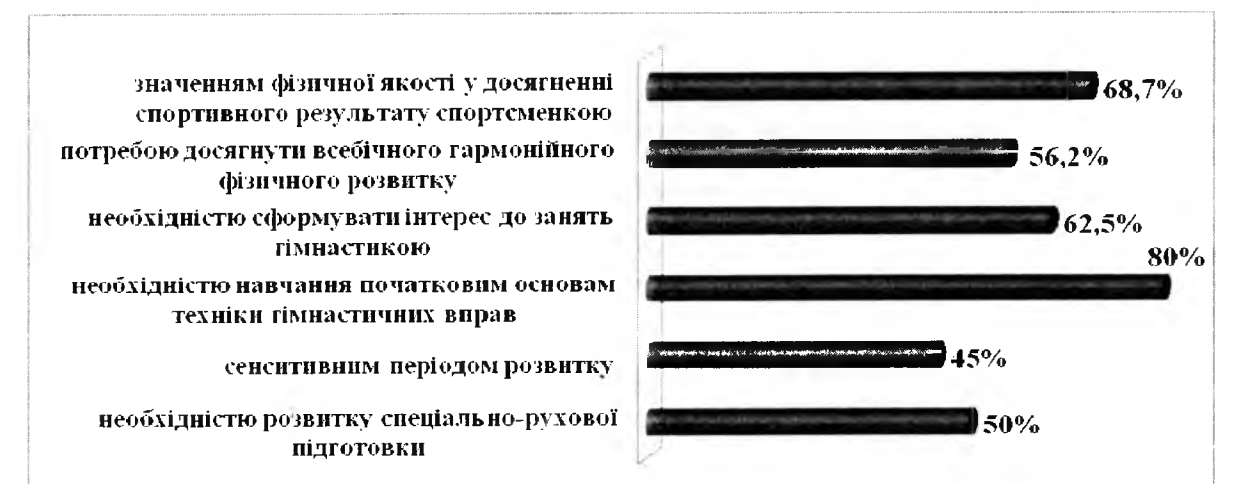 значенням фізичної якості у досягненні
спортивного результату спортсменкою
68,7%
потребою досягнути всебічного гармонійного
фізичного розвитку
56,2%
необхідністю сформувати інтерес до занять
гімнастикою
62,5%
80%
необхідністю навчання початковим основам
техніки гімнастичних вправ
сенситивним періодом розвитку
45%
необхідністю розвитку спеціально-рухової
підготовки
50%